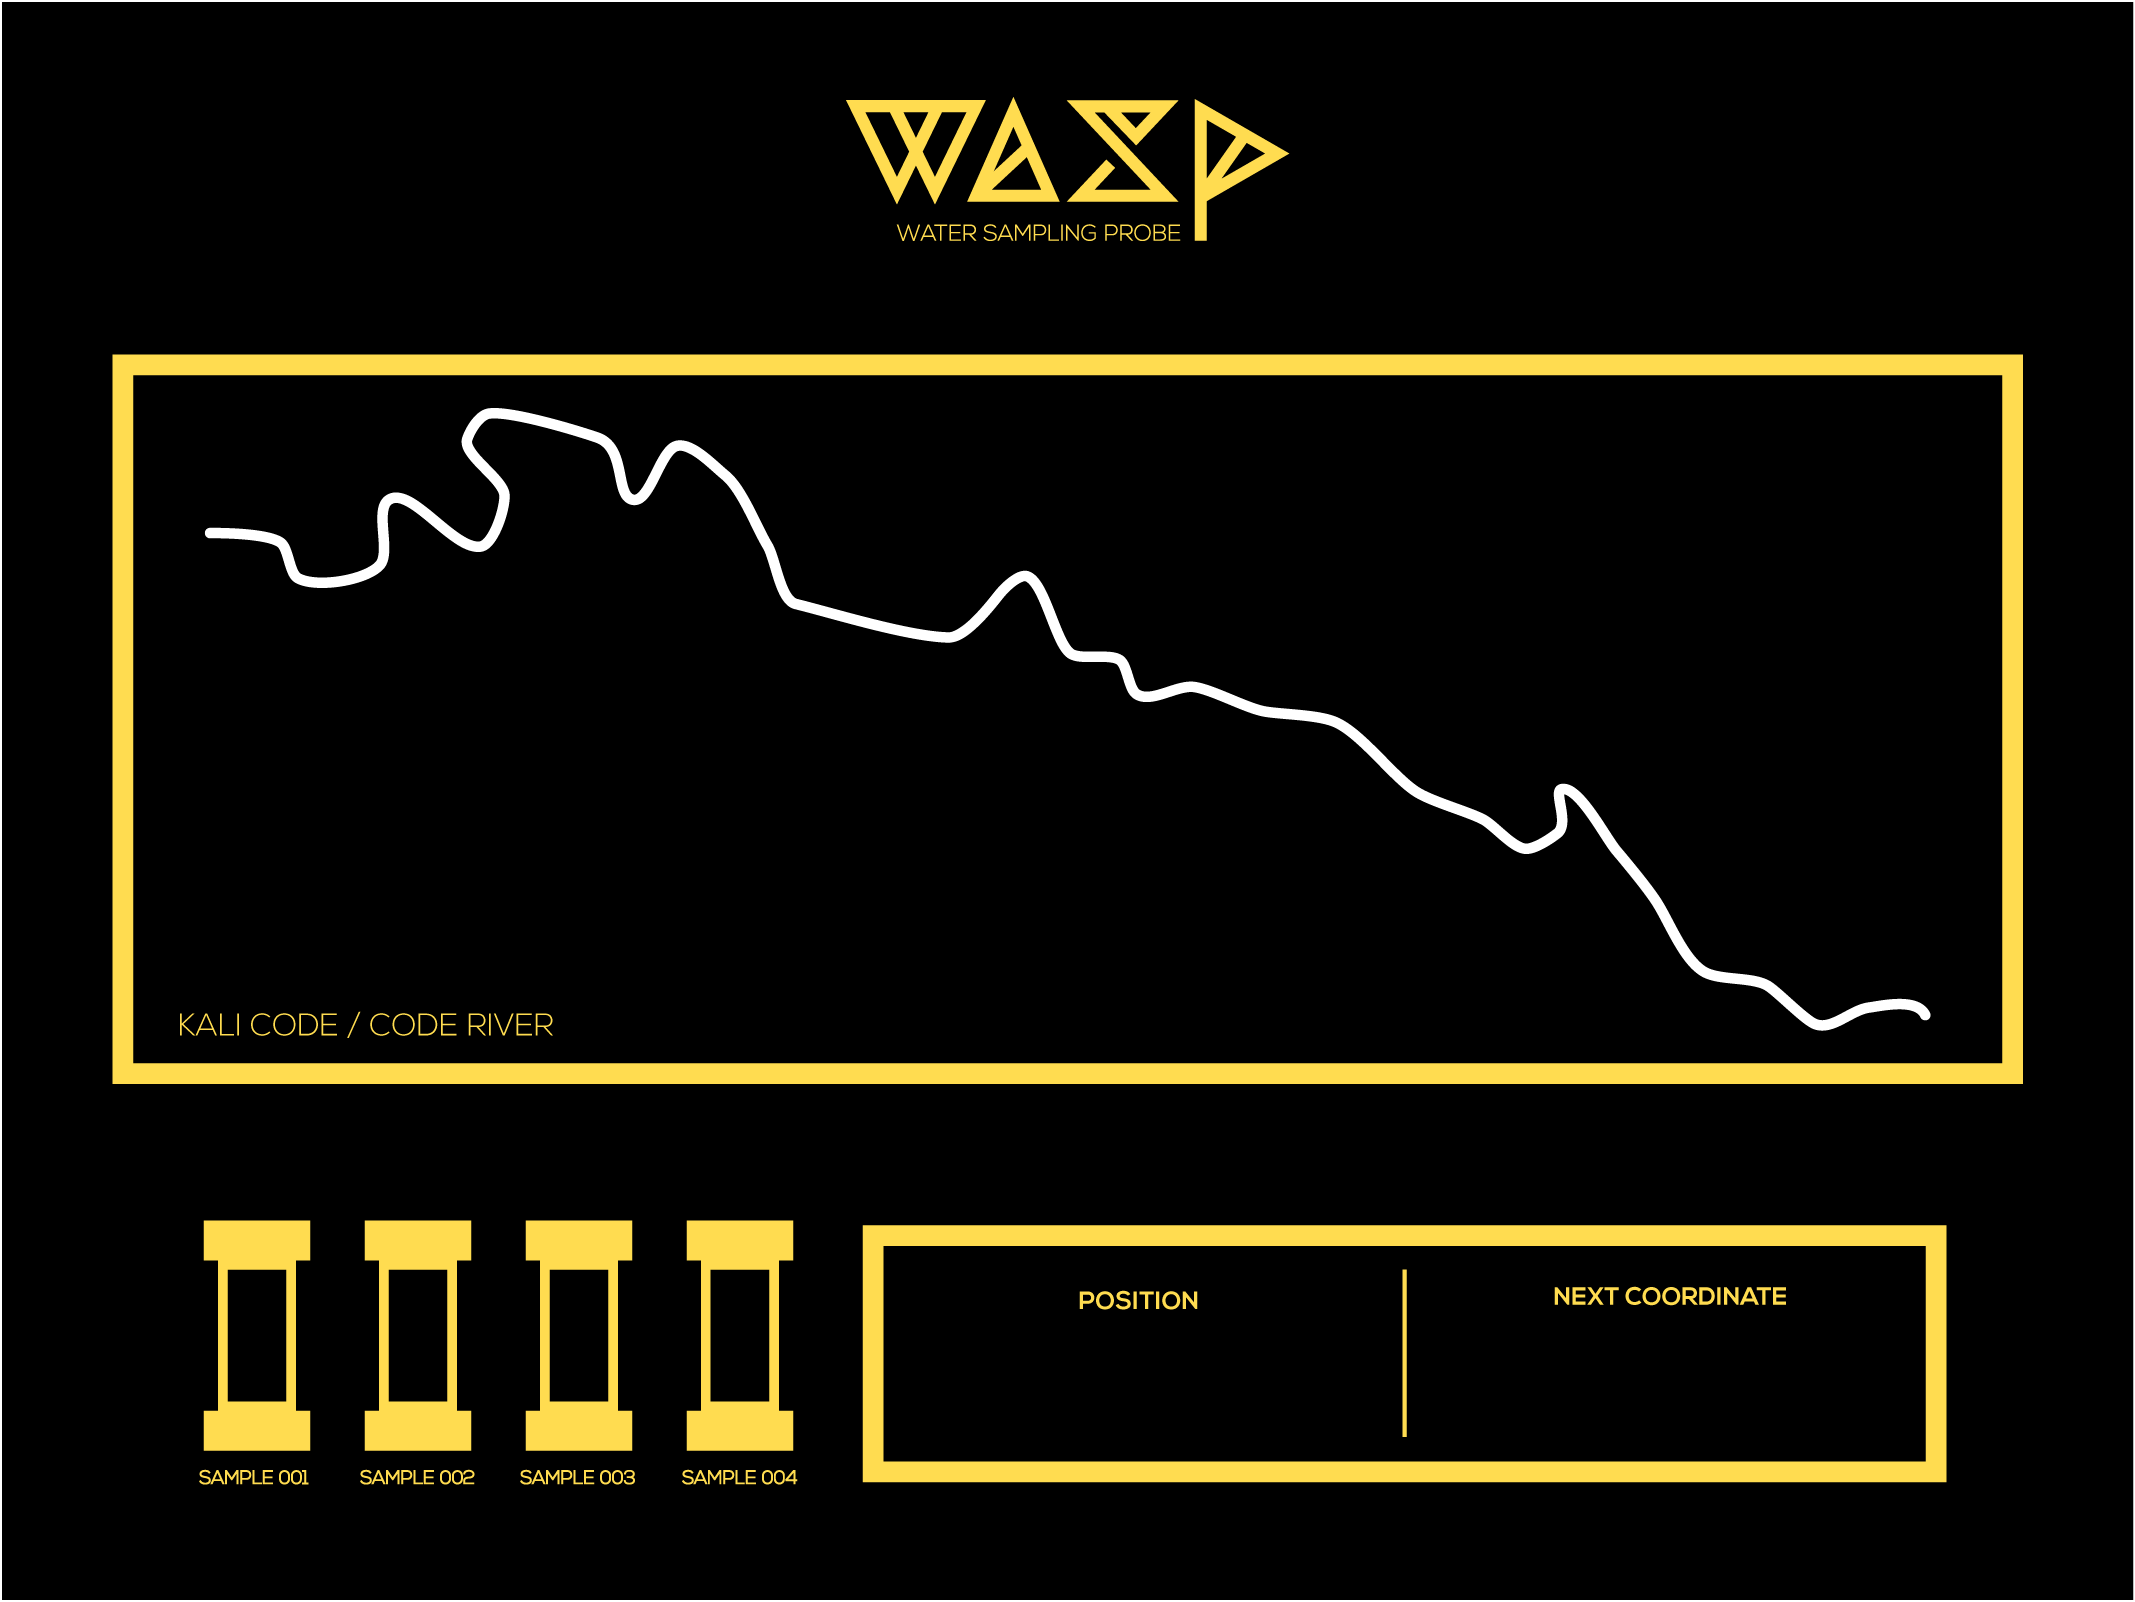 WASP
WATER SAMPLING PROBE
KALI CODE / CODE RIVER
POSITION
NEXT COORDINATE
SAMPLE 001
SAMPLE 002
SAMPLE 003
SAMPLE 004